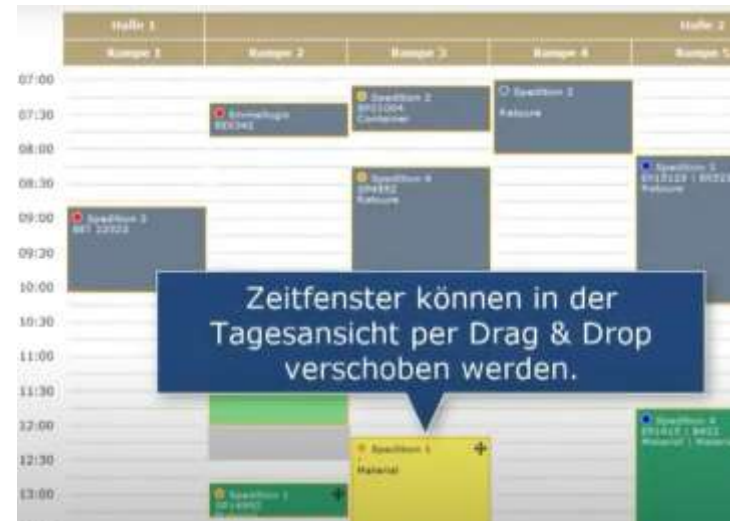 Halle 1
Halle 2
Rampe 1
Rampe 2
Rampe 3
Rampe 4
Rampe 5
07:00
07:30
08:00
08:30
09:00
09:30
10:00
10:30
11:00
11:30
12:00
12:30
13:00
Spedition 2
Container
Spedition 2
Retoure
Spedition 4
Retoure
Spedition 3
Retoure
Spedition 3
Zeitfenster können in der
Tagesansicht per Drag & Drop
verschoben werden.
Spedition 1
Material
Spedition 4
Spedition 1